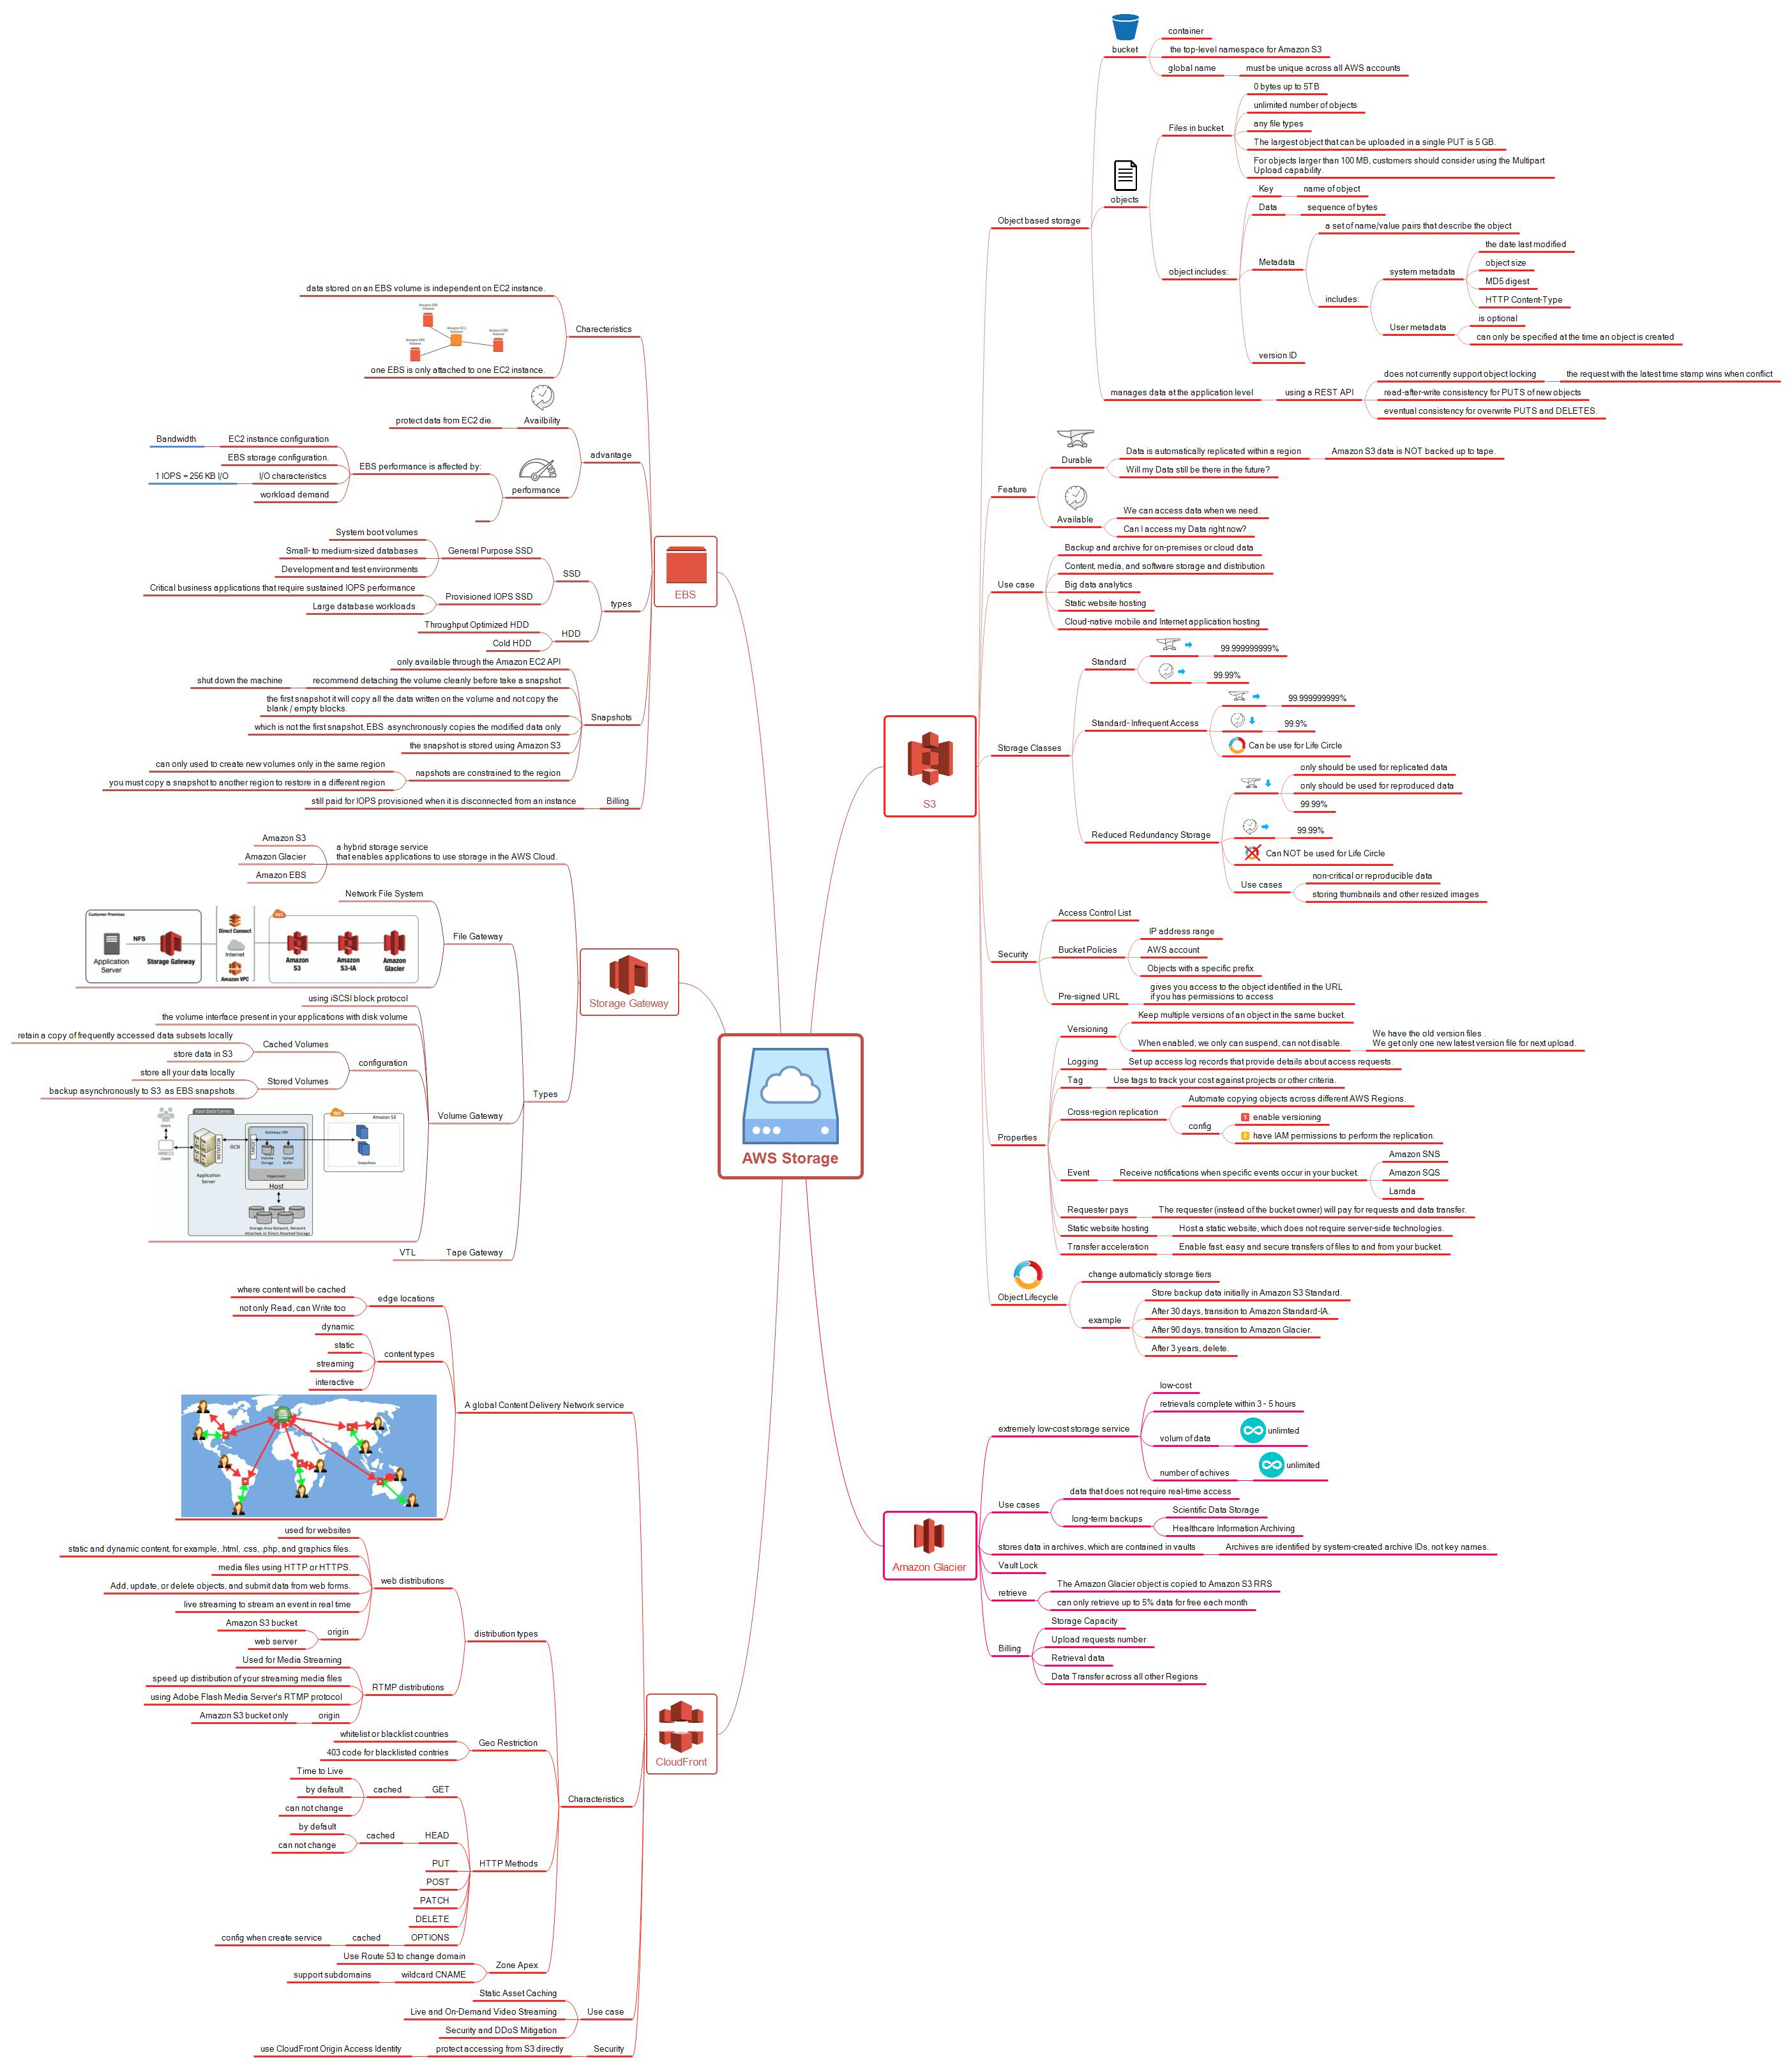 AWS Storage
S3
Object based storage
bucket
container
the top-level namespace for Amazon S3
global name
must be unique across all AWS accounts
objects
Files in bucket
0 bytes up to 5TB
unlimited number of objects
any file types
The largest object that can be uploaded in a single PUT is 5 GB.
For objects larger than 100 MB, customers should consider using the Multipart
Upload capability.
object includes:
Key
name of object
Data
sequence of bytes
Metadata
a set of name/value pairs that describe the object
includes:
system metadata
the date last modified
object size
MD5 digest
HTTP Content-Type
User metadata
is optional
can only be specified at the time an object is created
version ID
manages data at the application level
using a REST API
does not currently support object locking
the request with the latest time stamp wins when conflict
read-after-write consistency for PUTS of new objects
eventual consistency for overwrite PUTS and DELETES.
Feature
Durable
Data is automatically replicated within a region
Amazon S3 data is NOT backed up to tape.
Will my Data still be there in the future?
Available
We can access data when we need.
Can I access my Data right now?
Use case
Backup and archive for on-premises or cloud data
Content, media, and software storage and distribution
Big data analytics
Static website hosting
Cloud-native mobile and Internet application hosting
Storage Classes
Standard
99.999999999%
99.99%
Standard- Infrequent Access
99.999999999%
99.9%
Can be use for Life Circle
Reduced Redundancy Storage
only should be used for replicated data
only should be used for reproduced data
99.99%
99.99%
Can NOT be used for Life Circle
Use cases
non-critical or reproducible data
storing thumbnails and other resized images
Security
Access Control List
Bucket Policies
IP address range
AWS account
Objects with a specific prefix
Pre-signed URL
gives you access to the object identified in the URL
if you has permissions to access
Properties
Versioning
Keep multiple versions of an object in the same bucket.
When enabled, we only can suspend, can not disable.
We have the old version files .
We get only one new latest version file for next upload.
Logging
Set up access log records that provide details about access requests.
Tag
Use tags to track your cost against projects or other criteria.
Cross-region replication
Automate copying objects across different AWS Regions.
config
1 enable versioning
2 have IAM permissions to perform the replication.
Event
Receive notifications when specific events occur in your bucket.
Amazon SNS
Amazon SQS
Lamda
Requester pays
The requester (instead of the bucket owner) will pay for requests and data transfer.
Static website hosting
Host a static website, which does not require server-side technologies.
Transfer acceleration
Enable fast, easy and secure transfers of files to and from your bucket.
Object Lifecycle
change automaticly storage tiers
example
Store backup data initially in Amazon S3 Standard.
After 30 days, transition to Amazon Standard-IA.
After 90 days, transition to Amazon Glacier.
After 3 years, delete.
Amazon Glacier
extremely low-cost storage service
low-cost
retrievals complete within 3 - 5 hours
volum of data
unlimted
number of achives
unlimited
Use cases
data that does not require real-time access
long-term backups
Scientific Data Storage
Healthcare Information Archiving
stores data in archives, which are contained in vaults
Archives are identified by system-created archive IDs, not key names.
Vault Lock
retrieve
The Amazon Glacier object is copied to Amazon S3 RRS
can only retrieve up to 5% data for free each month
Billing
Storage Capacity
Upload requests number
Retrieval data
Data Transfer across all other Regions
EBS
Charecteristics
data stored on an EBS volume is independent on EC2 instance.
Amazon EBS
Volume
Amazon EC2
Instance
Amazon EBS
Volume
Amazon EBS
Volume
one EBS is only attached to one EC2 instance.
advantage
Availbility
protect data from EC2 die.
performance
EBS performance is affected by:
EC2 instance configuration
Bandwidth
EBS storage configuration.
I/O characteristics
1 IOPS = 256 KB I/O
workload demand
types
SSD
General Purpose SSD
System boot volumes
Small- to medium-sized databases
Development and test environments
Provisioned IOPS SSD
Critical business applications that require sustained IOPS performance
Large database workloads
HDD
Throughput Optimized HDD
Cold HDD
Snapshots
only available through the Amazon EC2 API
recommend detaching the volume cleanly before take a snapshot
shut down the machine
the first snapshot it will copy all the data written on the volume and not copy the
blank / empty blocks.
which is not the first snapshot, EBS asynchronously copies the modified data only
the snapshot is stored using Amazon S3
napshots are constrained to the region
can only used to create new volumes only in the same region
you must copy a snapshot to another region to restore in a different region
Billing
still paid for IOPS provisioned when it is disconnected from an instance
Storage Gateway
a hybrid storage service
that enables applications to use storage in the AWS Cloud.
Amazon S3
Amazon Glacier
Amazon EBS
Types
File Gateway
Network File System
Customer Premises
NFS
Application
Server
Storage Gateway
Direct Connect
Internet
Amazon VPC
AWS
Amazon
S3
Amazon
S3-IA
Amazon
Glacier
Volume Gateway
using iSCSI block protocol
the volume interface present in your applications with disk volume
configuration
Cached Volumes
retain a copy of frequently accessed data subsets locally
store data in S3
Stored Volumes
store all your data locally
backup asynchronously to S3 as EBS snapshots.
Users
Client
Your Data Center
Application
Server
INITIATOR
iSCSI
TARGET
Gateway VM
Volume
Storage
Upload
Buffer
Hypervisor
Host
Storage Area Network, Network
Attached, or Direct Attached Storage
AWS
Amazon S3
Snapshots
Tape Gateway
VTL
CloudFront
A global Content Delivery Network service
edge locations
where content will be cached
not only Read, can Write too
content types
dynamic
static
streaming
interactive
Characteristics
distribution types
web distributions
used for websites
static and dynamic content, for example, .html, .css, .php, and graphics files.
media files using HTTP or HTTPS.
Add, update, or delete objects, and submit data from web forms.
live streaming to stream an event in real time
origin
Amazon S3 bucket
web server
RTMP distributions
Used for Media Streaming
speed up distribution of your streaming media files
using Adobe Flash Media Server's RTMP protocol
origin
Amazon S3 bucket only
Geo Restriction
whitelist or blacklist countries
403 code for blacklisted contries
HTTP Methods
GET
cached
Time to Live
by default
can not change
HEAD
cached
by default
can not change
PUT
POST
PATCH
DELETE
OPTIONS
cached
config when create service
Zone Apex
Use Route 53 to change domain
wildcard CNAME
support subdomains
Use case
Static Asset Caching
Live and On-Demand Video Streaming
Security and DDoS Mitigation
Security
protect accessing from S3 directly
use CloudFront Origin Access Identity